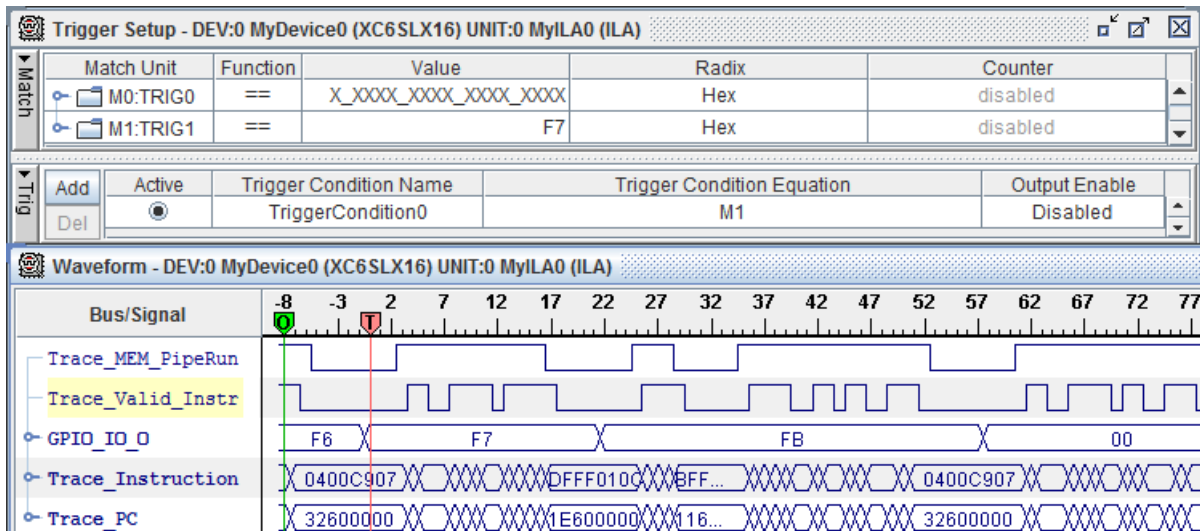 Trigger Setup - DEV:0 MyDevice0 (XC6SLX16) UNIT:0 MyILA0 (ILA)
Match
Match Unit Function Value Radix Counter
M0:TRIG0 == X_XXXX_XXXX_XXXX_XXXX Hex disabled
M1:TRIG1 == F7 Hex disabled
Trig
Add Active Trigger Condition Name Trigger Condition Equation Output Enable
Del TriggerCondition0 M1 Disabled
Waveform - DEV:0 MyDevice0 (XC6SLX16) UNIT:0 MyILA0 (ILA)
Bus/Signal -8 -3 2 7 12 17 22 27 32 37 42 47 52 57 62 67 72 77
O T
Trace_MEM_PipeRun
Trace_Valid_Instr
GPIO_IO_O F6 F7 FB 00
Trace_Instruction 0400C907 DFFF010C BFF... 0400C907
Trace_PC 32600000 1E600000 116... 32600000